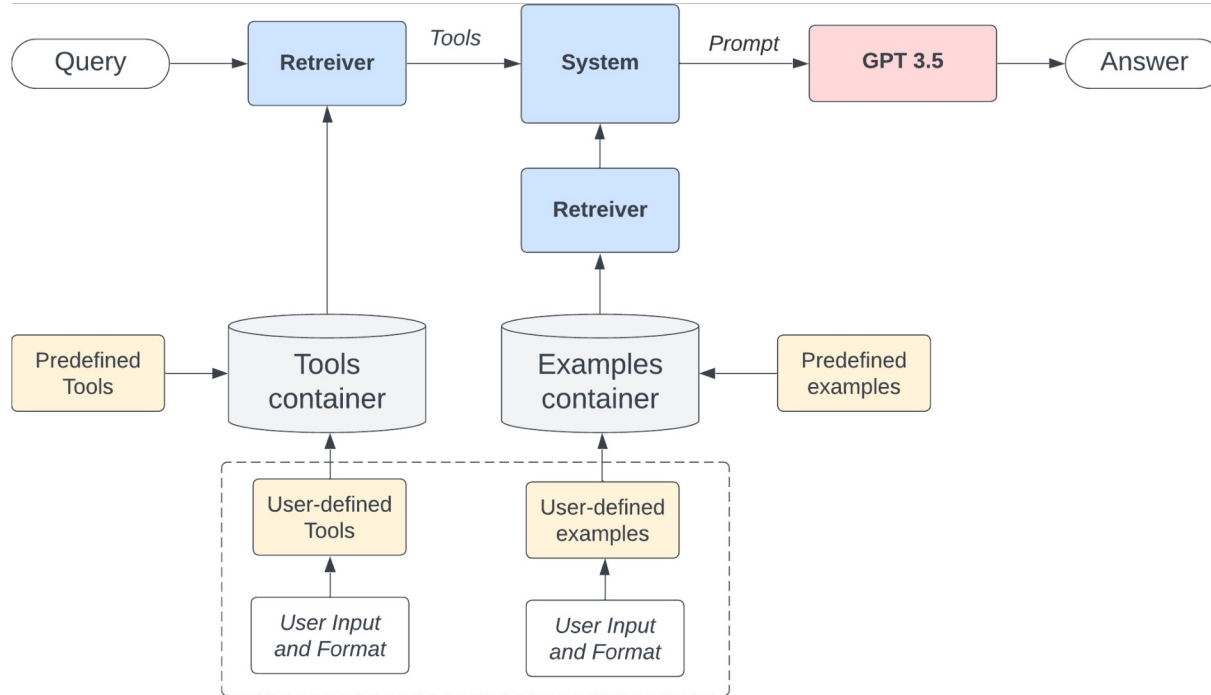 Query
Retreiver
Tools
System
Prompt
GPT 3.5
Answer
Retreiver
Predefined
Tools
Tools
container
Examples
container
Predefined
examples
User-defined
Tools
User-defined
examples
User Input
and Format
User Input
and Format